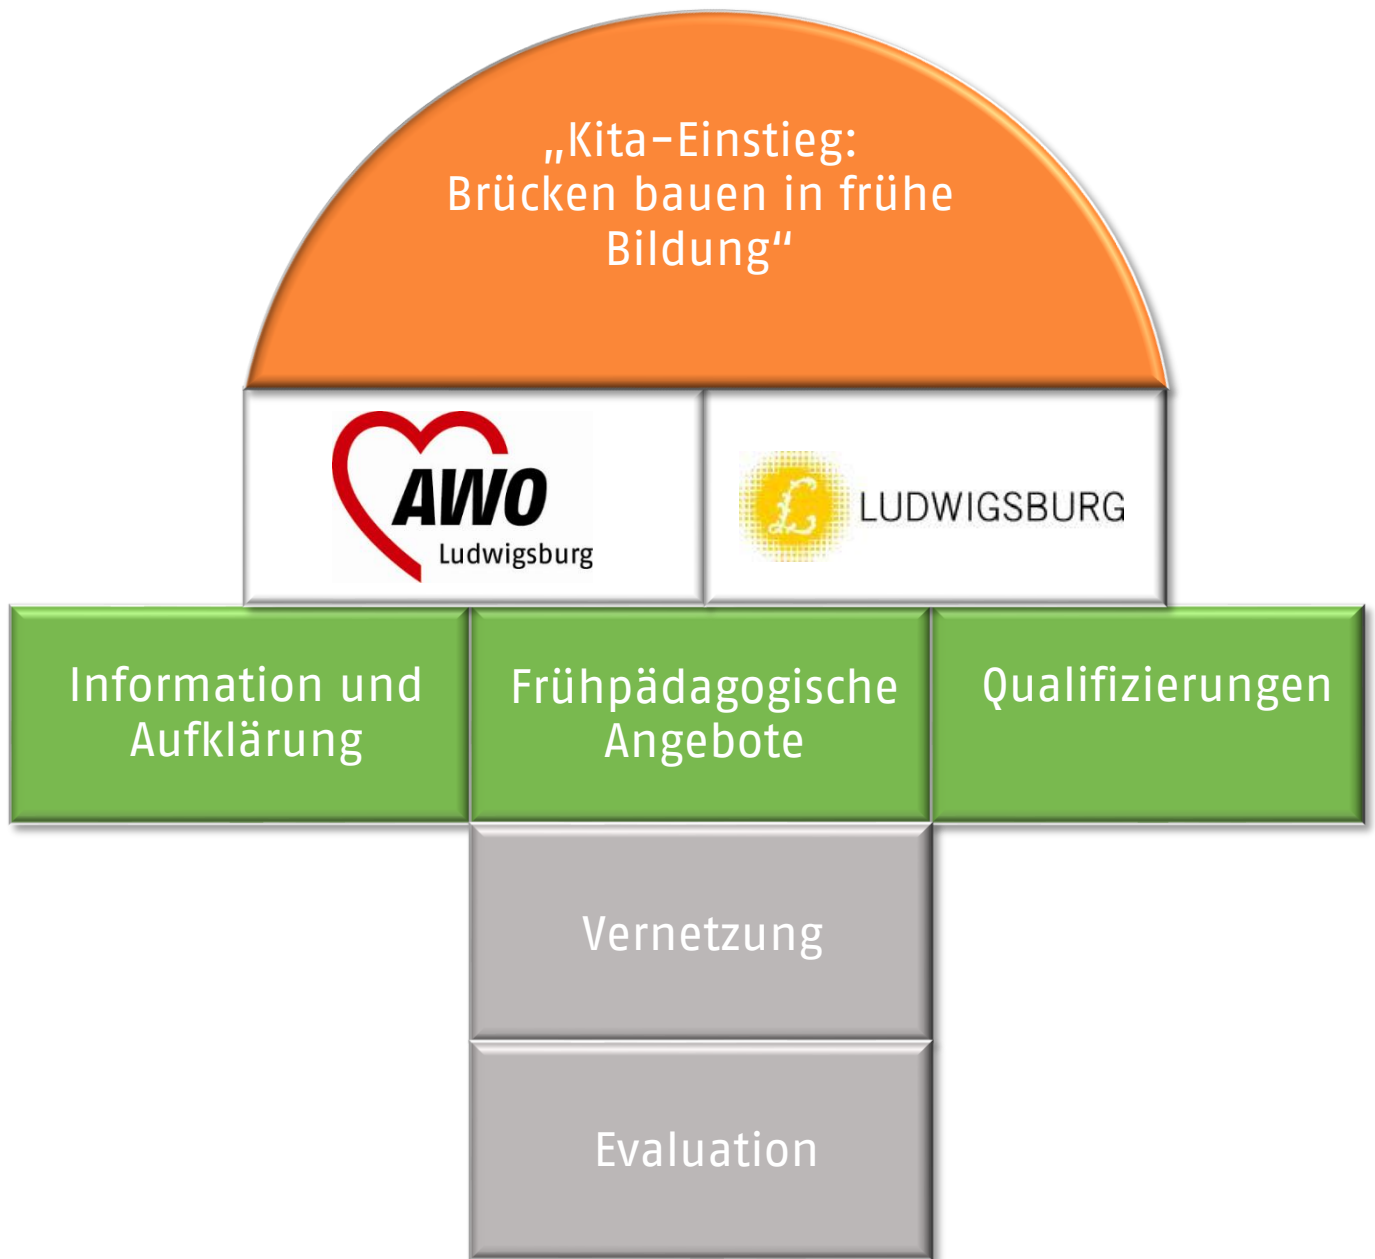 „Kita-Einstieg:
Brücken bauen in frühe
Bildung“
AWO
Ludwigsburg
L LUDWIGSBURG
Information und
Aufklärung
Frühpädagogische
Angebote
Qualifizierungen
Vernetzung
Evaluation